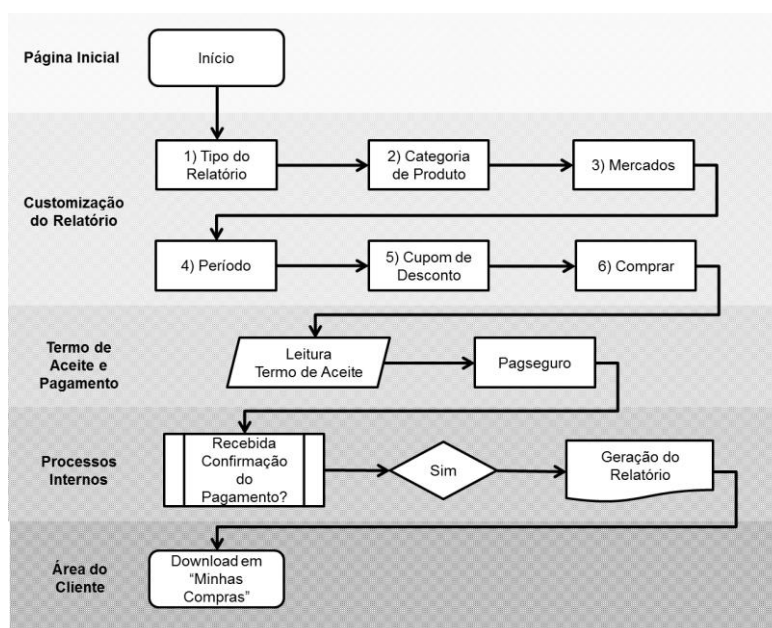 Página Inicial
Início
1) Tipo do
Relatório
2) Categoria
de Produto
3) Mercados
Customização
do Relatório
4) Período
5) Cupom de
Desconto
6) Comprar
Termo de
Aceite e
Pagamento
Leitura
Termo de Aceite
Pagseguro
Processos
Internos
Recebida
Confirmação
do
Pagamento?
Sim
Geração do
Relatório
Área do
Cliente
Download em
“Minhas
Compras”